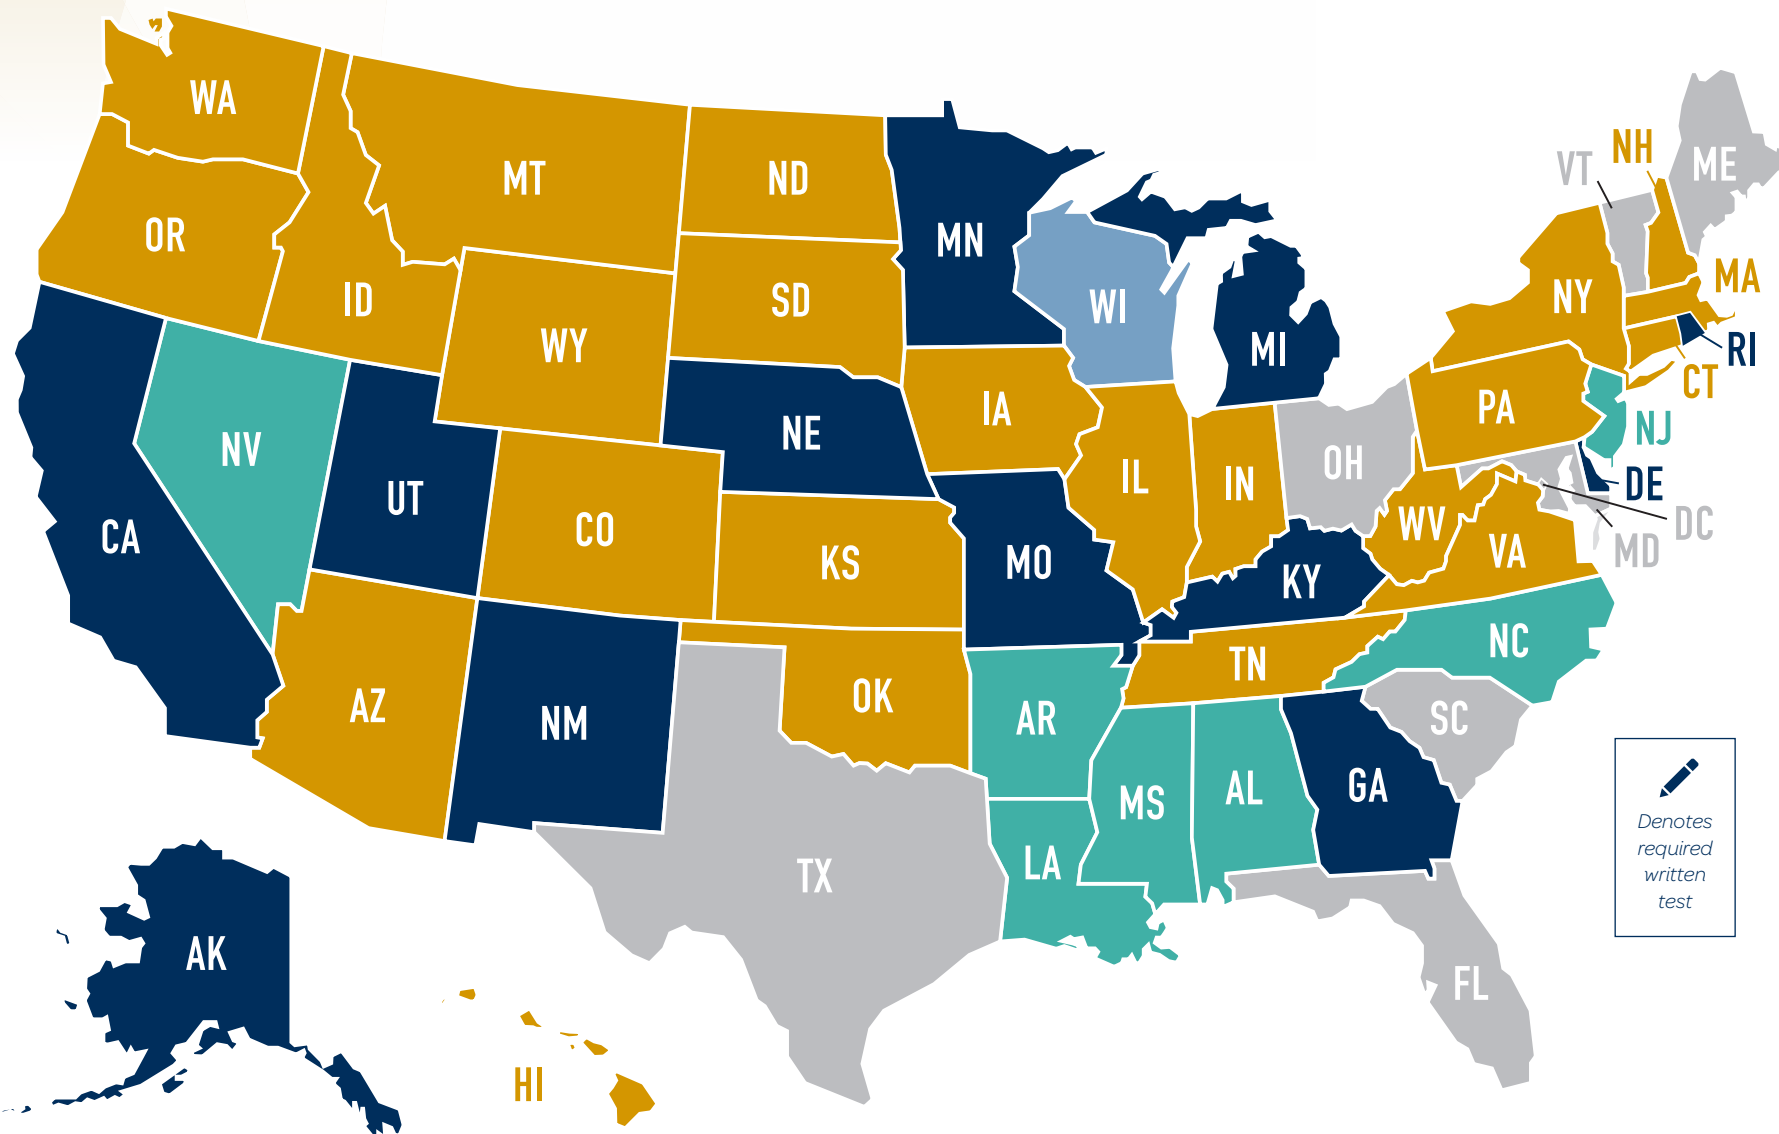 WA
MT
ND
MN
VT
NH
ME
OR
ID
SD
WI
NY
MA
WY
MI
RI
CT
NV
NE
IA
PA
NJ
UT
IL
IN
OH
DE
CA
CO
KS
MO
KY
WV
VA
DC
MD
NC
TN
AZ
NM
OK
AR
SC
MS
AL
GA
TX
LA
FL
AK
HI
Denotes
required
written
test